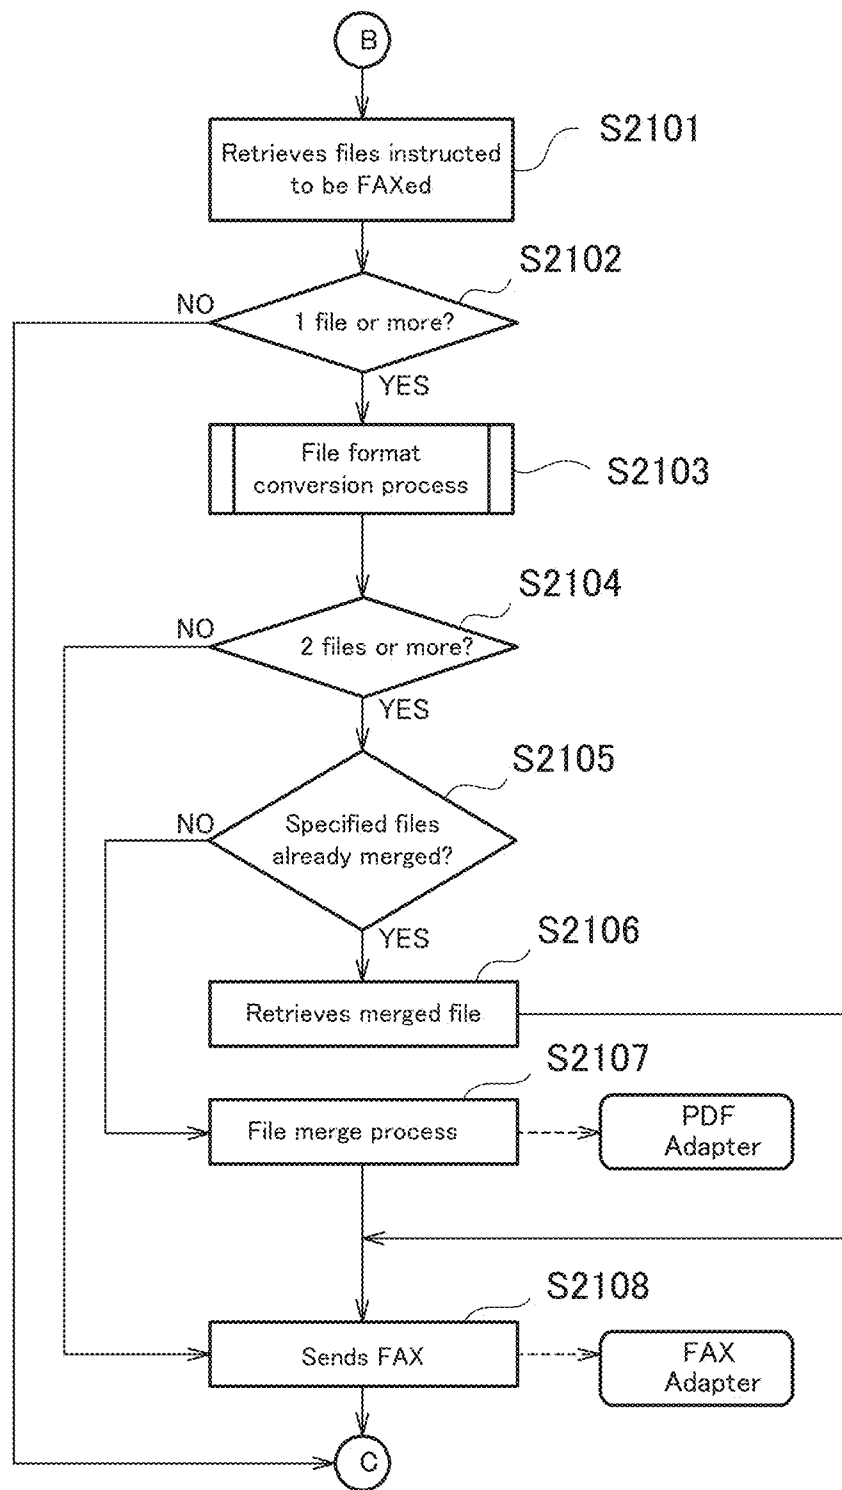 B
S2101
Retrieves files instructed
to be FAXed
S2102
NO
1 file or more?
YES
File format
conversion process
S2103
S2104
NO
2 files or more?
YES
S2105
NO
Specified files
already merged?
YES
S2106
Retrieves merged file
S2107
File merge process
PDF
Adapter
S2108
Sends FAX
FAX
Adapter
C